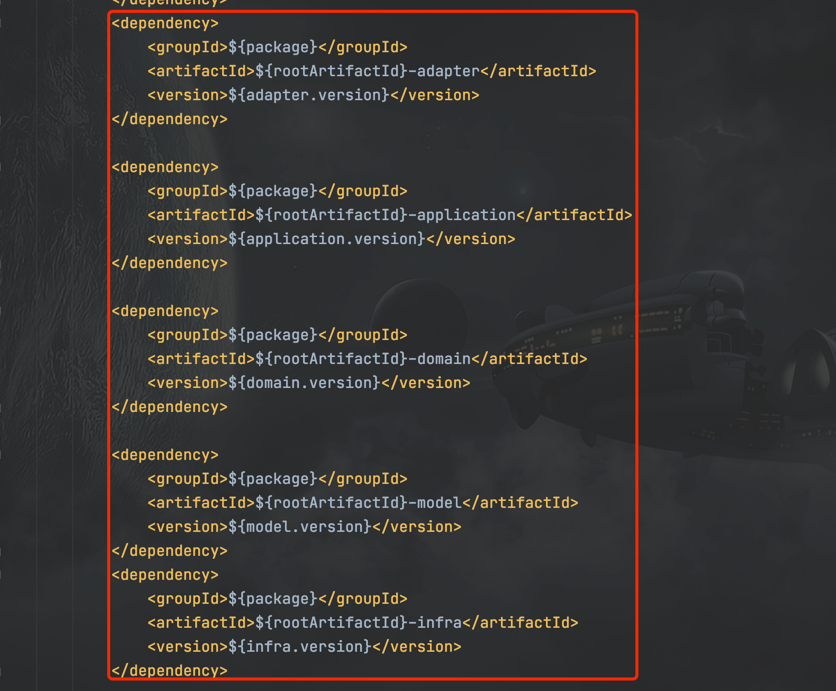 </dependency>
<dependency>
<groupId>${package}</groupId>
<artifactId>${rootArtifactId}-adapter</artifactId>
<version>${adapter.version}</version>
</dependency>
<dependency>
<groupId>${package}</groupId>
<artifactId>${rootArtifactId}-application</artifactId>
<version>${application.version}</version>
</dependency>
<dependency>
<groupId>${package}</groupId>
<artifactId>${rootArtifactId}-domain</artifactId>
<version>${domain.version}</version>
</dependency>
<dependency>
<groupId>${package}</groupId>
<artifactId>${rootArtifactId}-model</artifactId>
<version>${model.version}</version>
</dependency>
<dependency>
<groupId>${package}</groupId>
<artifactId>${rootArtifactId}-infra</artifactId>
<version>${infra.version}</version>
</dependency>